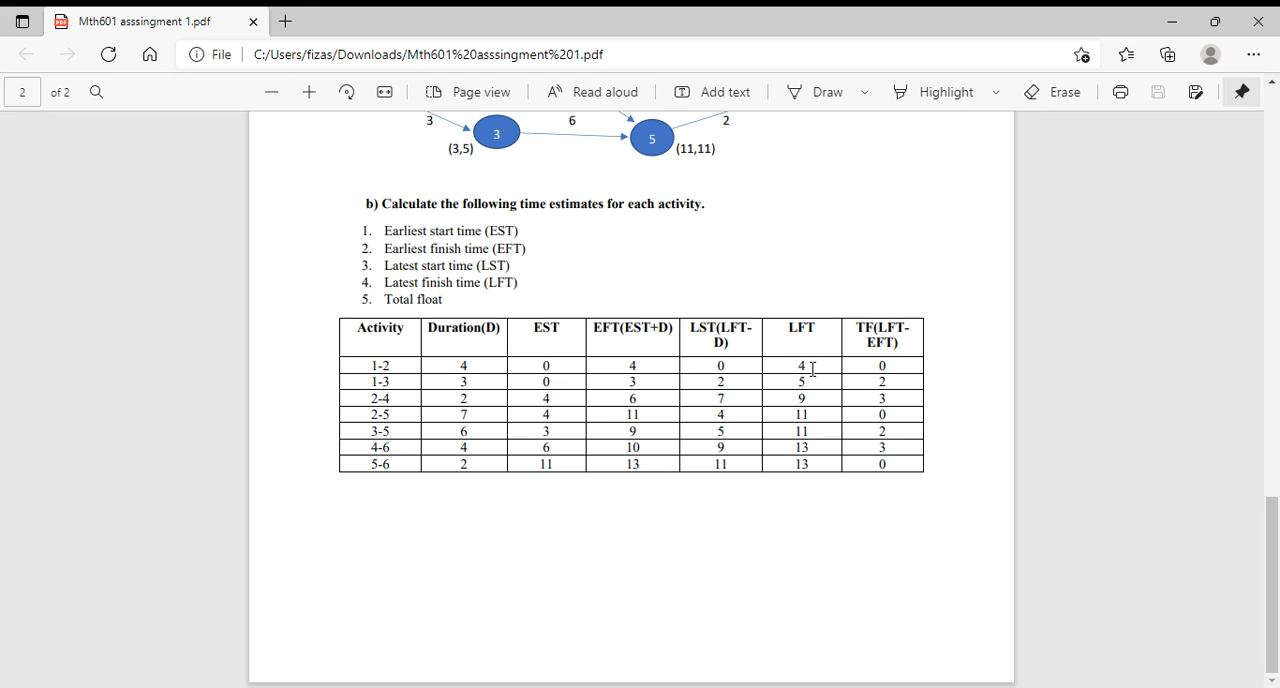 Mth601 asssingment 1.pdf
File C:/Users/fizas/Downloads/Mth601%20asssingment%201.pdf
2 of 2 Page view A Read aloud T Add text Draw Highlight Erase
3 6 2
3 5
(3,5) (11,11)
b) Calculate the following time estimates for each activity.
1. Earliest start time (EST)
2. Earliest finish time (EFT)
3. Latest start time (LST)
4. Latest finish time (LFT)
5. Total float
Activity Duration(D) EST EFT(EST+D) LST(LFT- LFT TF(LFT-
D) EFT)
1-2 4 0 4 0 4 0
1-3 3 0 3 2 5 2
2-4 2 4 6 7 9 3
2-5 7 4 11 4 11 0
3-5 6 3 9 5 11 2
4-6 4 6 10 9 13 3
5-6 2 11 13 11 13 0